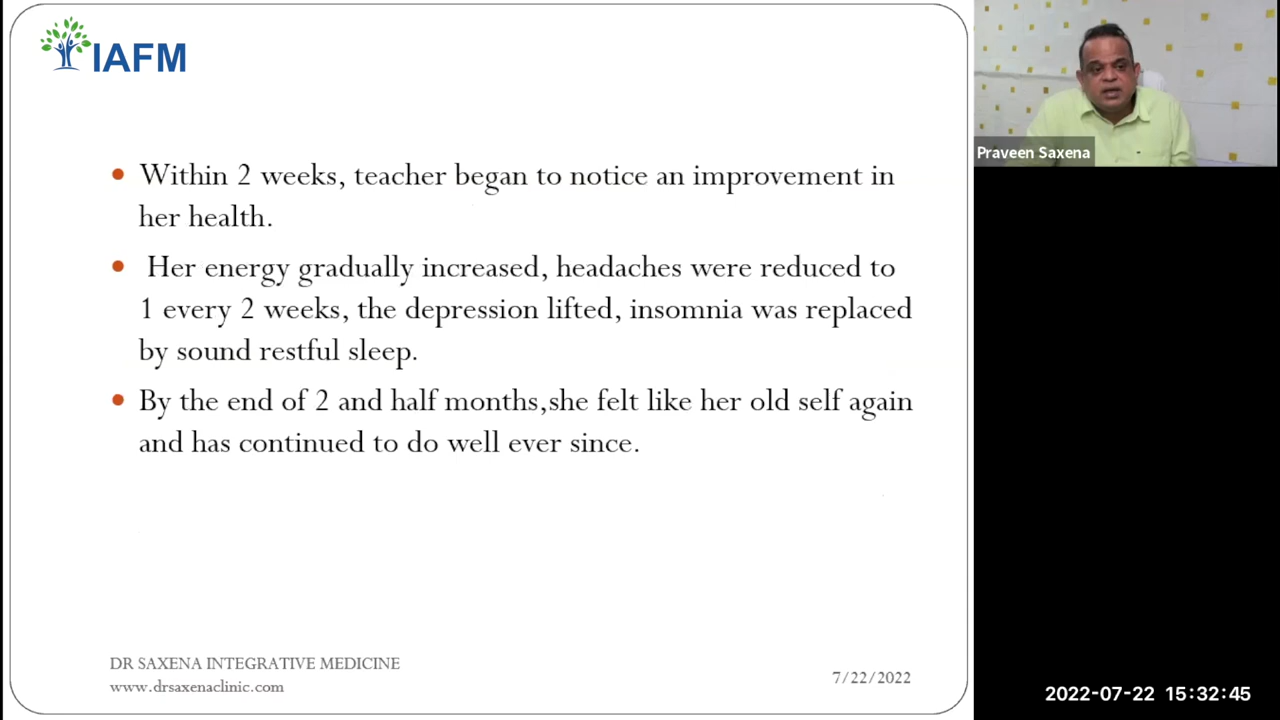 IAFM
Within 2 weeks, teacher began to notice an improvement in
her health.
Her energy gradually increased, headaches were reduced to
1 every 2 weeks, the depression lifted, insomnia was replaced
by sound restful sleep.
By the end of 2 and half months,she felt like her old self again
and has continued to do well ever since.
DR SAXENA INTEGRATIVE MEDICINE
www.drsaxenaclinic.com
7/22/2022
Praveen Saxena
2022-07-22 15:32:45